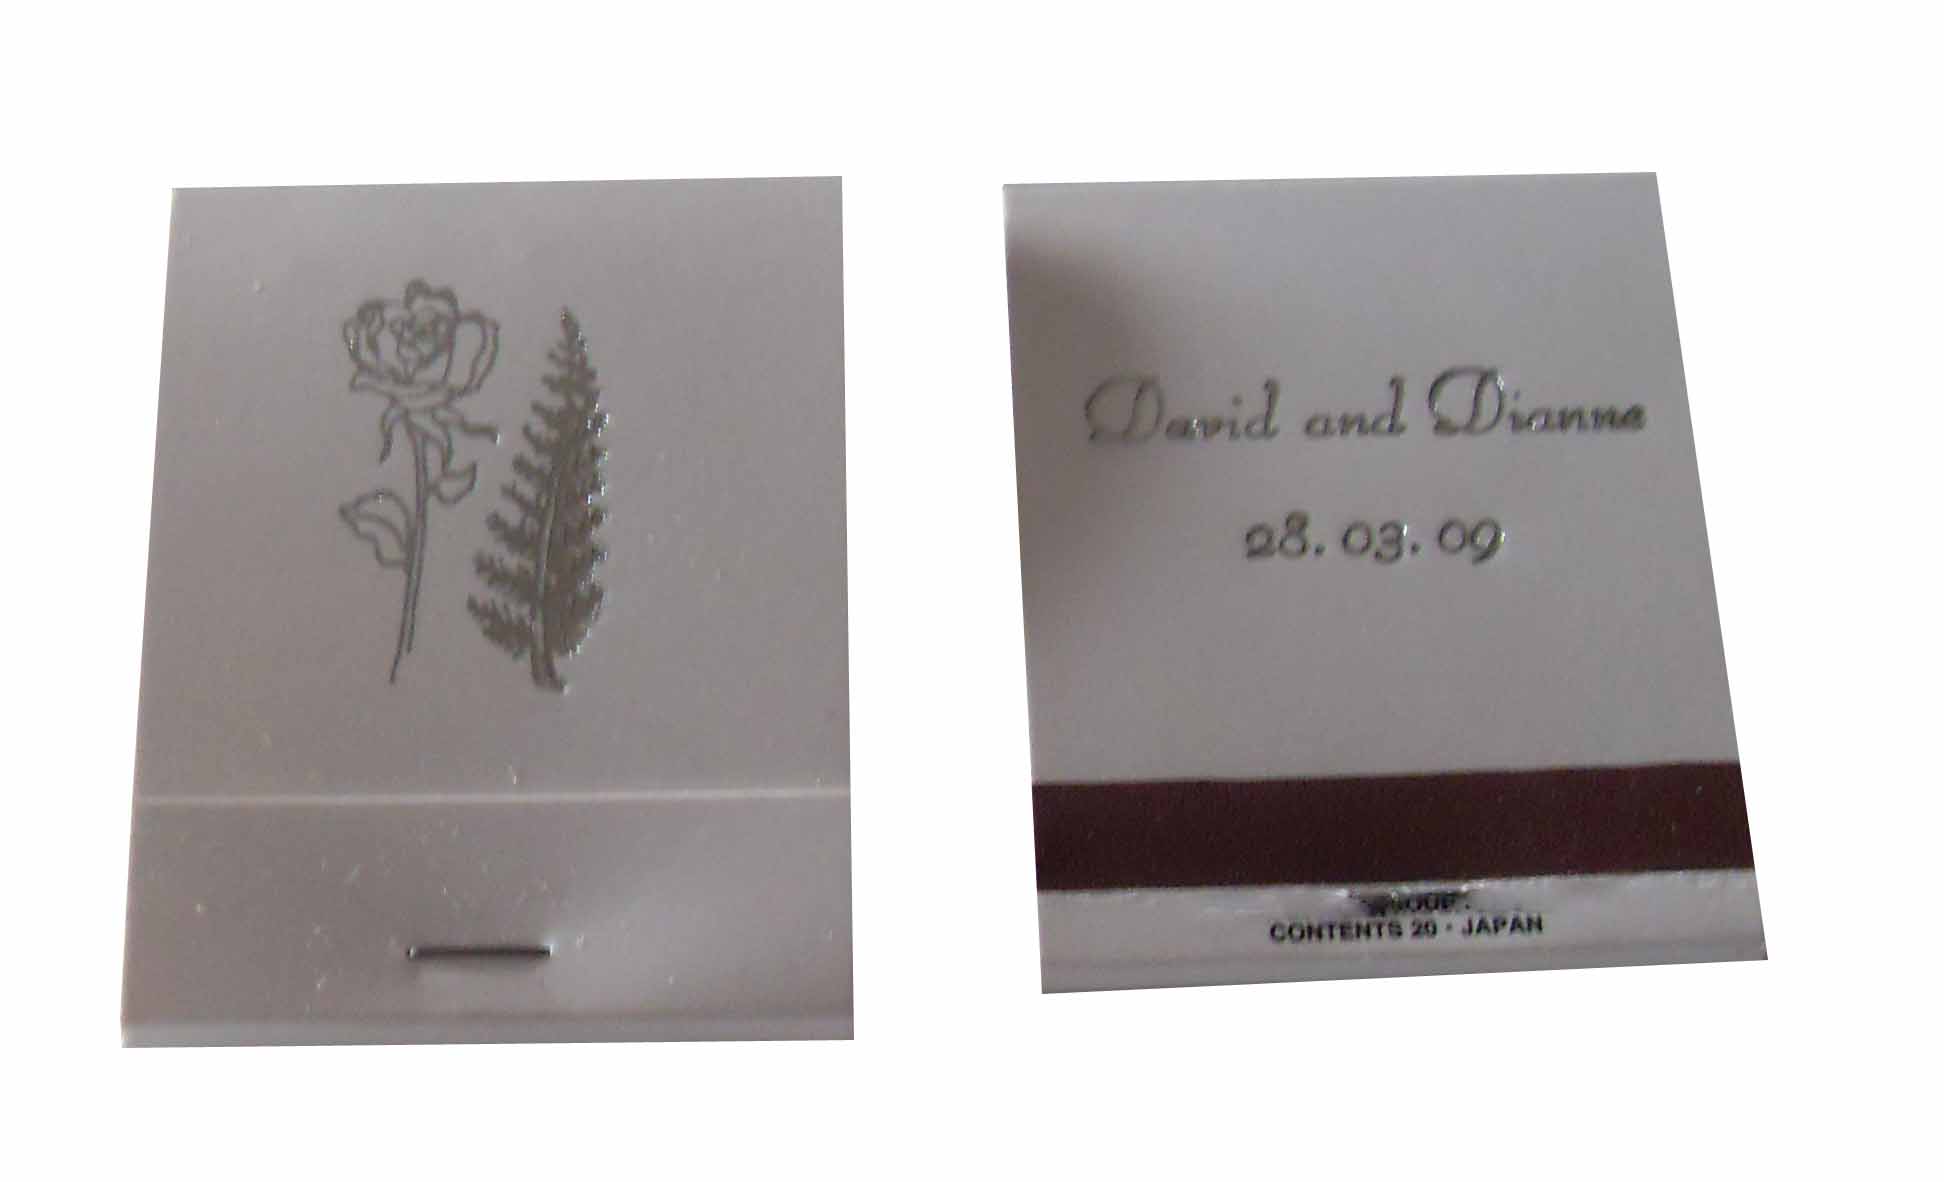 David and Dianne
28. 03. 09
CONTENTS 20 · JAPAN